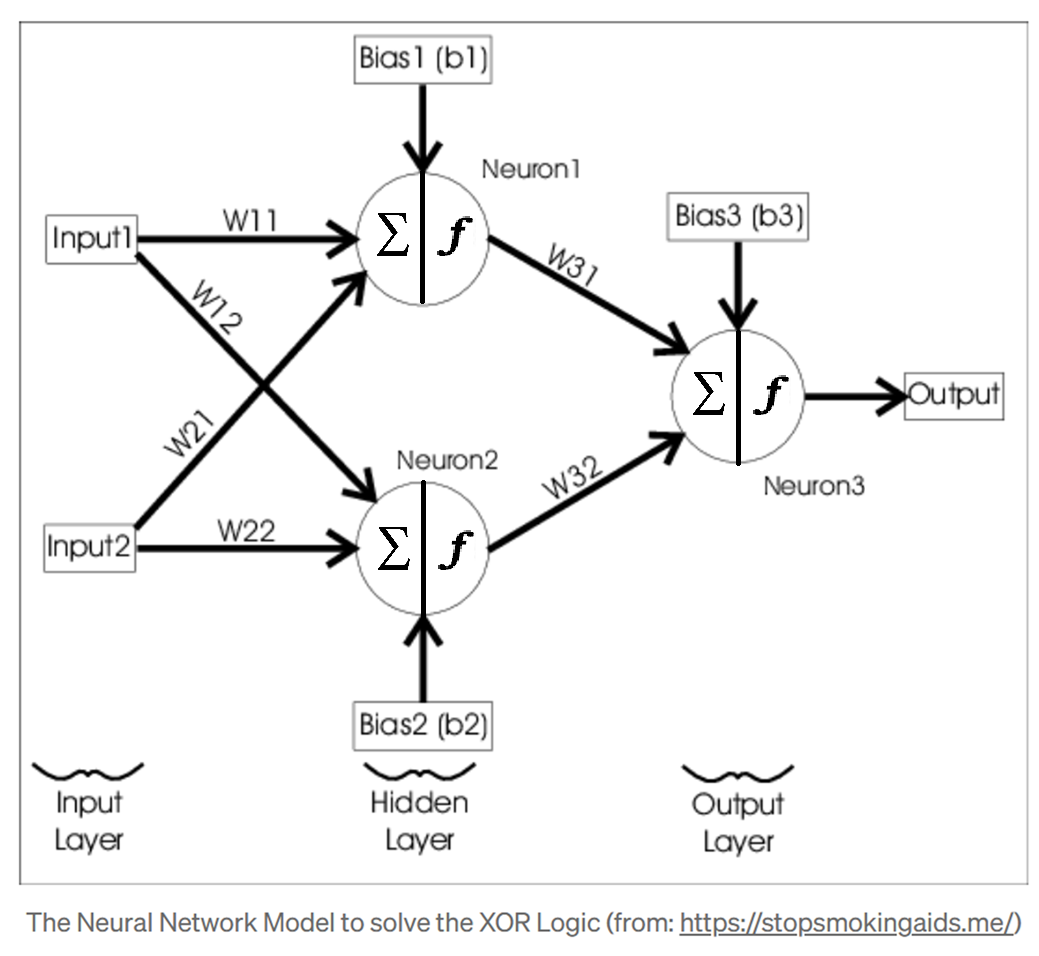 Bias1 (b1)
Neuron1
Input1
W11
Σ f
W31
Bias3 (b3)
W12
W21
Σ f
Output
Neuron3
Neuron2
W32
Input2
W22
Σ f
Bias2 (b2)
Input
Layer
Hidden
Layer
Output
Layer
The Neural Network Model to solve the XOR Logic (from: https://stopsmokingaids.me/)